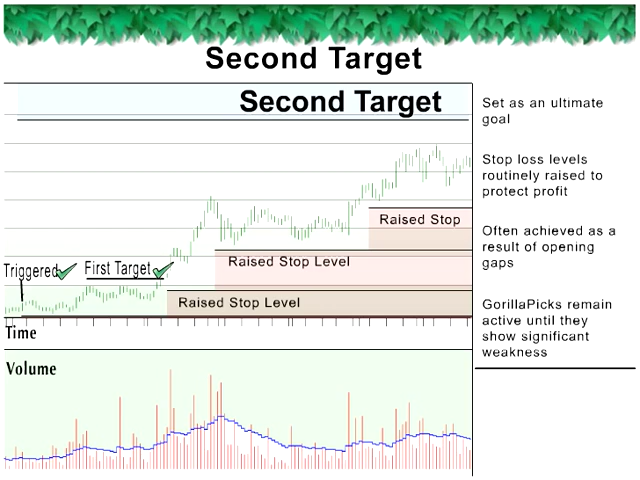 Second Target
Second Target
Set as an ultimate
goal
Stop loss levels
routinely raised to
protect profit
Raised Stop
Often achieved as a
result of opening
gaps
Raised Stop Level
Triggered
First Target
Raised Stop Level
GorillaPicks remain
active until they
show significant
weakness
Time
Volume